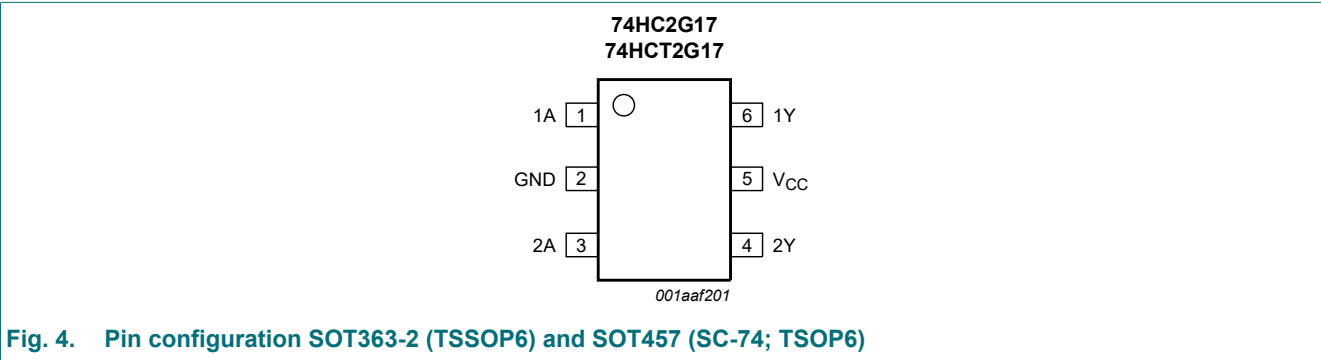 74HC2G17
74HCT2G17
1A 1 6 1Y
GND 2 5 VCC
2A 3 4 2Y
001aaf201
Fig. 4. Pin configuration SOT363-2 (TSSOP6) and SOT457 (SC-74; TSOP6)